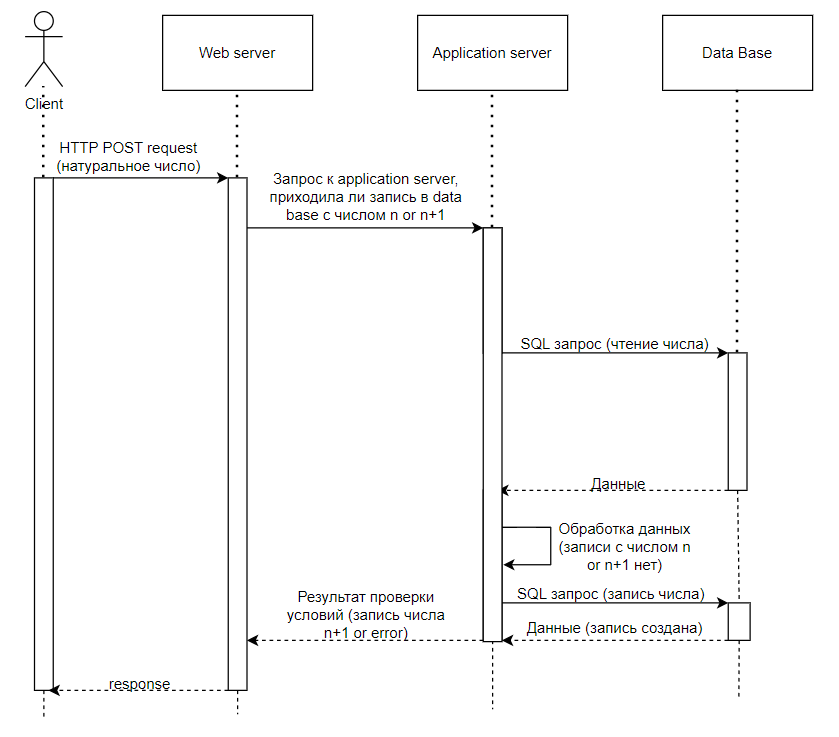 Client
Web server
Application server
Data Base
HTTP POST request
(натуральное число)
Запрос к application server,
приходила ли запись в data
base с числом n or n+1
SQL запрос (чтение числа)
Данные
Обработка данных
(записи с числом n
or n+1 нет)
SQL запрос (запись числа)
Результат проверки
условий (запись числа
n+1 or error)
Данные (запись создана)
response